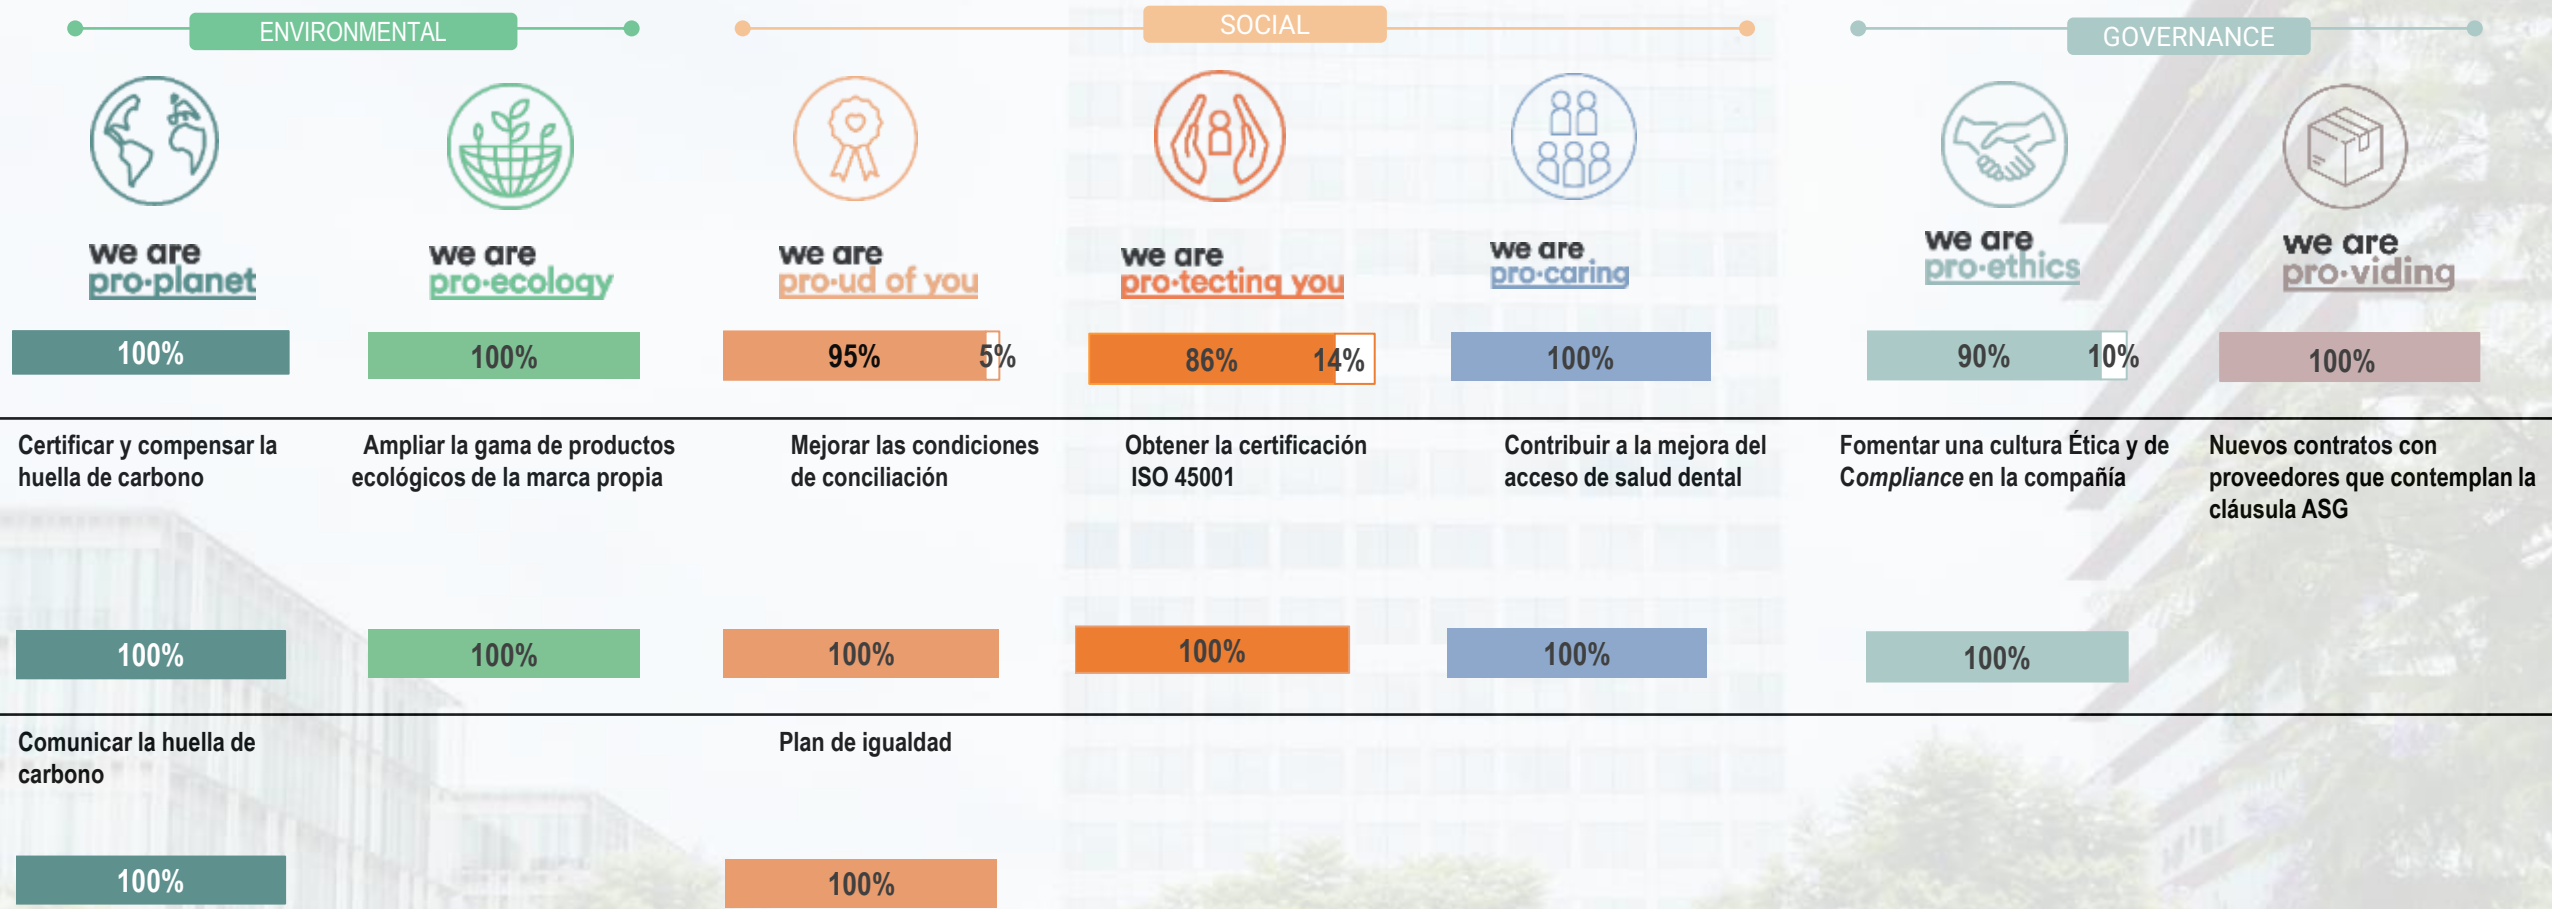 ENVIRONMENTAL
SOCIAL
GOVERNANCE
we are
pro·planet
we are
pro·ecology
we are
pro·ud of you
we are
pro·tecting you
we are
pro·caring
we are
pro·ethics
we are
pro·viding
100%
100%
95% 5%
86% 14%
100%
90% 10%
100%
Certificar y compensar la
huella de carbono
Ampliar la gama de productos
ecológicos de la marca propia
Mejorar las condiciones
de conciliación
Obtener la certificación
ISO 45001
Contribuir a la mejora del
acceso de salud dental
Fomentar una cultura Ética y de
Compliance en la compañía
Nuevos contratos con
proveedores que contemplan la
cláusula ASG
100%
100%
100%
100%
100%
100%
Comunicar la huella de
carbono
Plan de igualdad
100%
100%